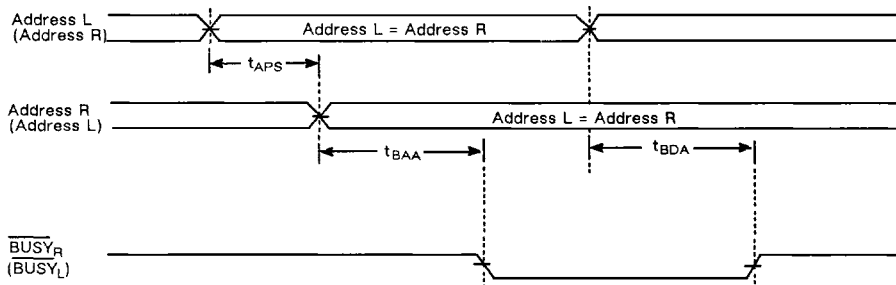 Address L
(Address R)
Address L = Address R
tAPS
Address R
(Address L)
Address L = Address R
tBAA
tBDA
BUSYR
(BUSYL)